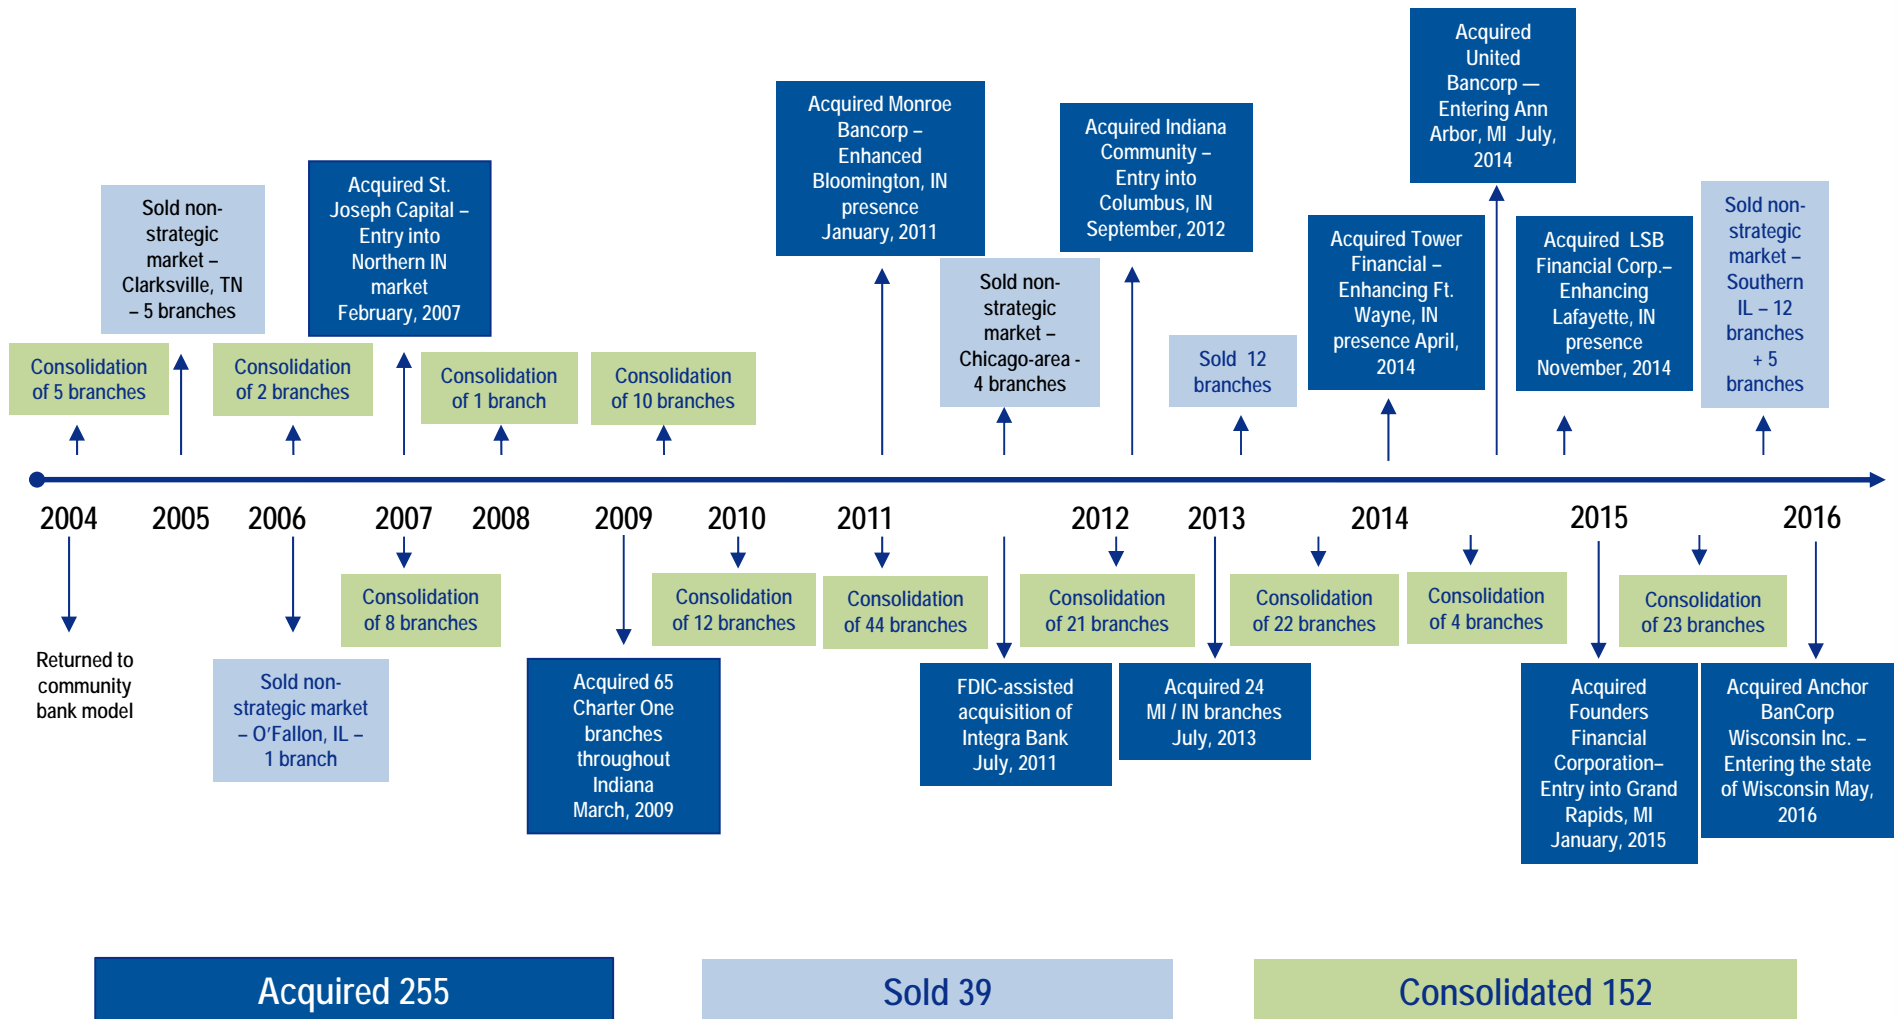 Acquired
United
Bancorp —
Entering Ann
Arbor, MI July,
2014
Acquired Monroe
Bancorp –
Enhanced
Bloomington, IN
presence
January, 2011
Acquired Indiana
Community –
Entry into
Columbus, IN
September, 2012
Acquired St.
Joseph Capital –
Entry into
Northern IN
market
February, 2007
Sold non-
strategic
market –
Clarksville, TN
– 5 branches
Sold non-
strategic
market –
Southern
IL – 12
branches
+ 5
branches
Acquired Tower
Financial –
Enhancing Ft.
Wayne, IN
presence April,
2014
Acquired LSB
Financial Corp.–
Enhancing
Lafayette, IN
presence
November, 2014
Sold non-
strategic
market –
Chicago-area -
4 branches
Consolidation
of 5 branches
Consolidation
of 2 branches
Consolidation
of 1 branch
Consolidation
of 10 branches
Sold 12
branches
2004
2005
2006
2007
2008
2009
2010
2011
2012
2013
2014
2015
2016
Consolidation
of 8 branches
Consolidation
of 12 branches
Consolidation
of 44 branches
Consolidation
of 21 branches
Consolidation
of 22 branches
Consolidation
of 4 branches
Consolidation
of 23 branches
Returned to
community
bank model
Sold non-
strategic market
– O'Fallon, IL –
1 branch
Acquired 65
Charter One
branches
throughout
Indiana
March, 2009
FDIC-assisted
acquisition of
Integra Bank
July, 2011
Acquired 24
MI / IN branches
July, 2013
Acquired
Founders
Financial
Corporation–
Entry into Grand
Rapids, MI
January, 2015
Acquired Anchor
BanCorp
Wisconsin Inc. –
Entering the state
of Wisconsin May,
2016
Acquired 255
Sold 39
Consolidated 152